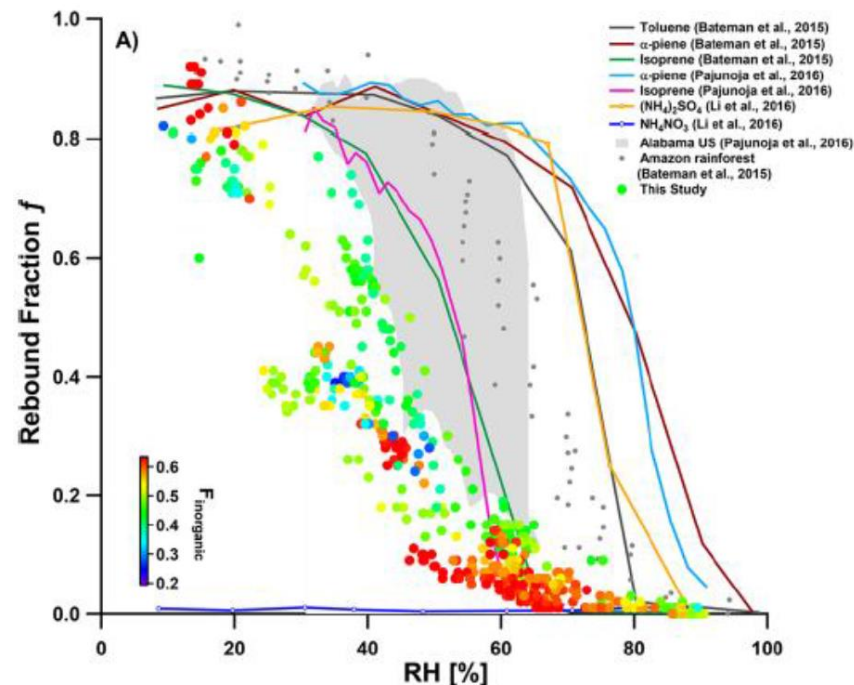 A)
Toluene (Bateman et al., 2015)
α-piene (Bateman et al., 2015)
Isoprene (Bateman et al., 2015)
α-piene (Pajunoja et al., 2016)
Isoprene (Pajunoja et al., 2016)
(NH₄)₂SO₄ (Li et al., 2016)
NH₄NO₃ (Li et al., 2016)
Alabama US (Pajunoja et al., 2016)
Amazon rainforest
(Bateman et al., 2015)
This Study
Rebound Fraction f
1.0
0.8
0.6
0.4
0.2
0.0
0.6
0.5
0.4
0.3
0.2
Finorganic
0
20
40
60
80
100
RH [%]